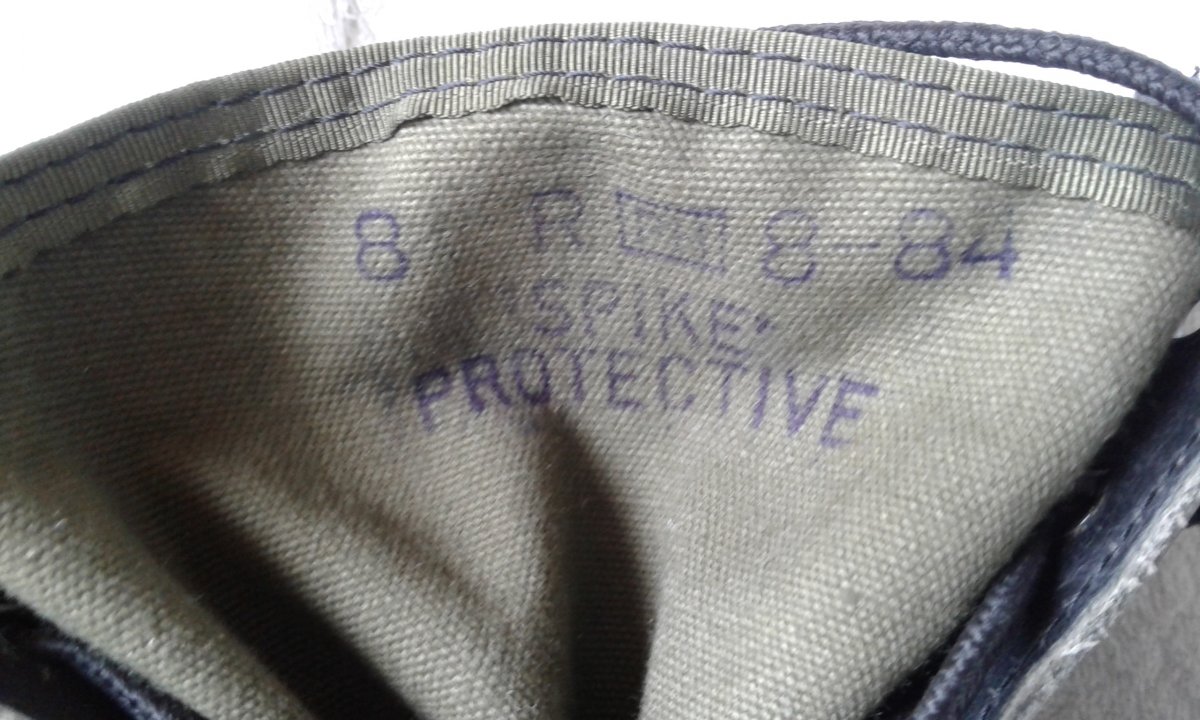 8 R 8-84
"SPIKE"
PROTECTIVE